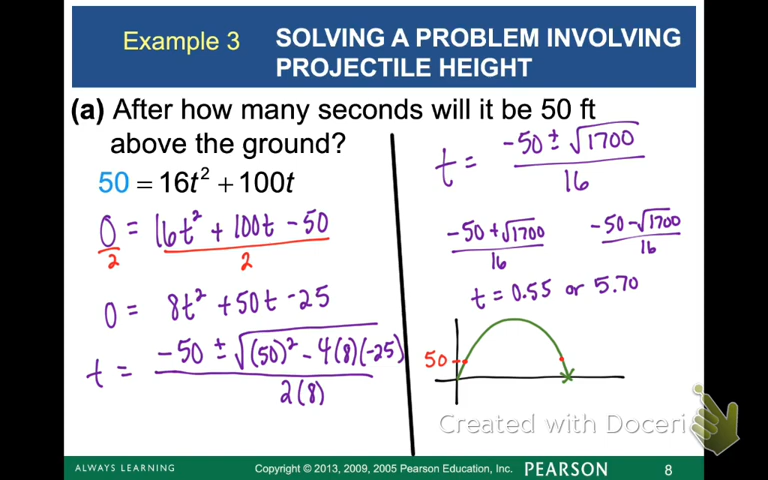 Example 3
SOLVING A PROBLEM INVOLVING
PROJECTILE HEIGHT
(a) After how many seconds will it be 50 ft
above the ground?
50 = 16t² + 100t
0 = 16t² + 100t - 50
2 2
0 = 8t² + 50t - 25
t = -50 ± √(50)² - 4(8)(-25)
2(8)
t = -50 ± √1700
16
-50 + √1700
16
-50 - √1700
16
t = 0.55 or 5.70
50
Created with Doceri
ALWAYS LEARNING
Copyright © 2013, 2009, 2005 Pearson Education, Inc.
PEARSON
8